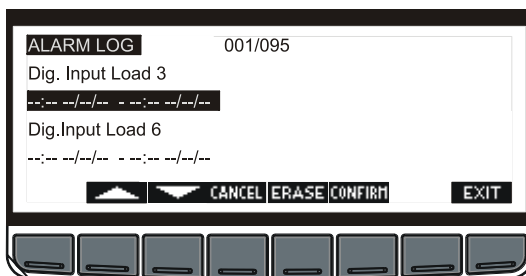 ALARM LOG 001/095
Dig. Input Load 3
--:-- --/--/-- - --:-- --/--/--
Dig.Input Load 6
--:-- --/--/-- - --:-- --/--/--
CANCEL ERASE CONFIRM EXIT